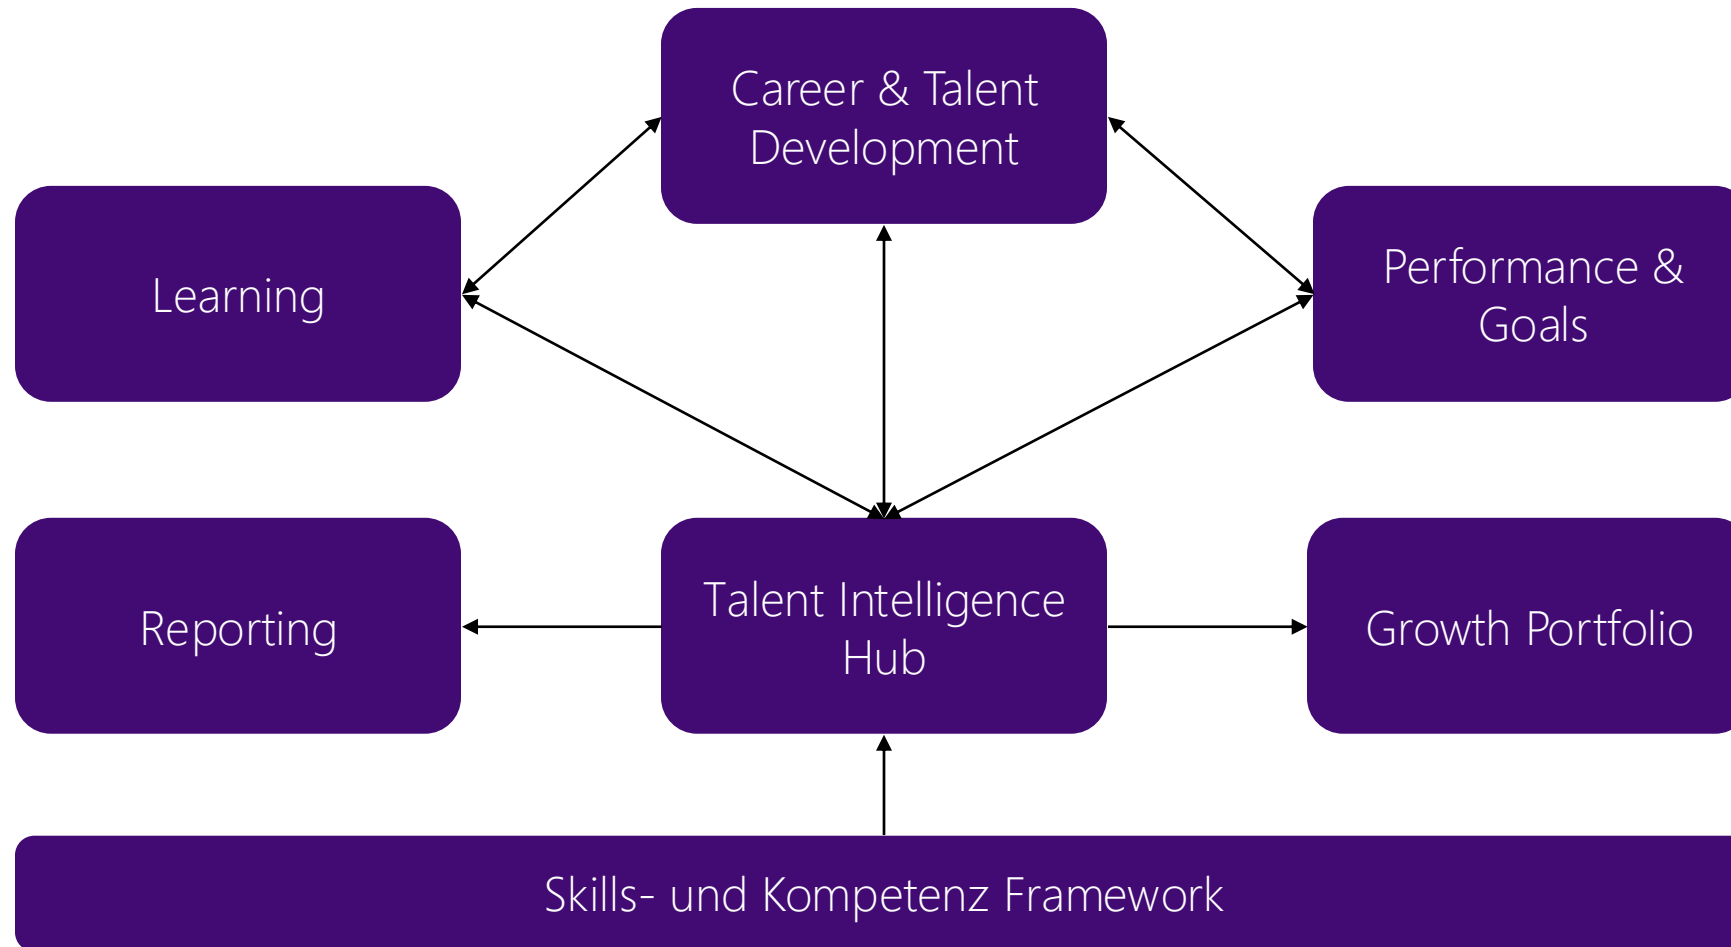 Career & Talent
Development
Learning
Performance &
Goals
Reporting
Talent Intelligence
Hub
Growth Portfolio
Skills- und Kompetenz Framework